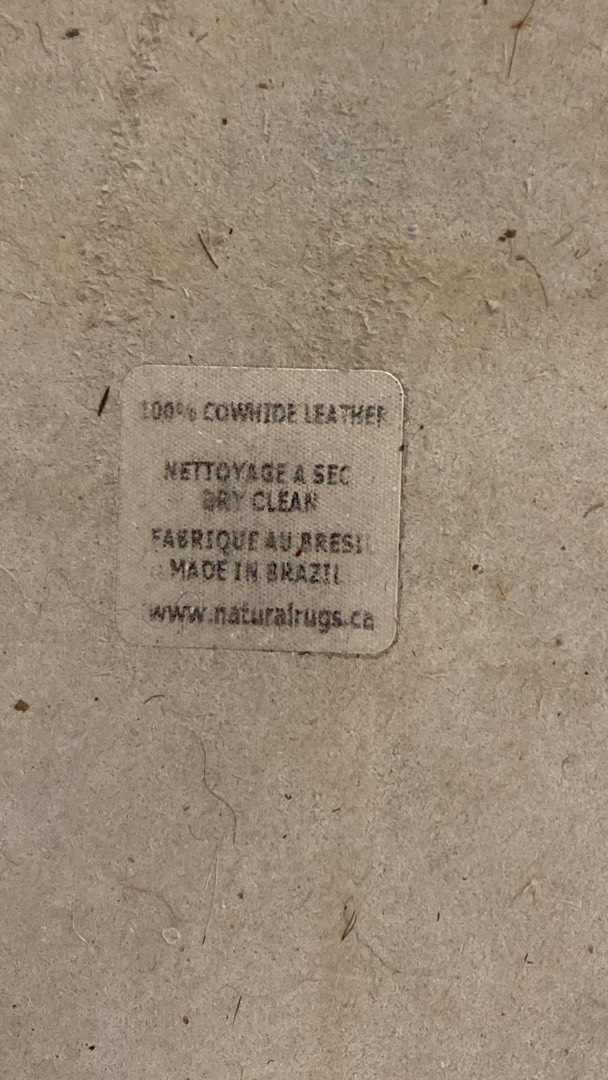 100% COWHIDE LEATHER
NETTOYAGE A SEC
DRY CLEAN
FABRIQUE AU BRESIL
MADE IN BRAZIL
www.naturalrugs.ca